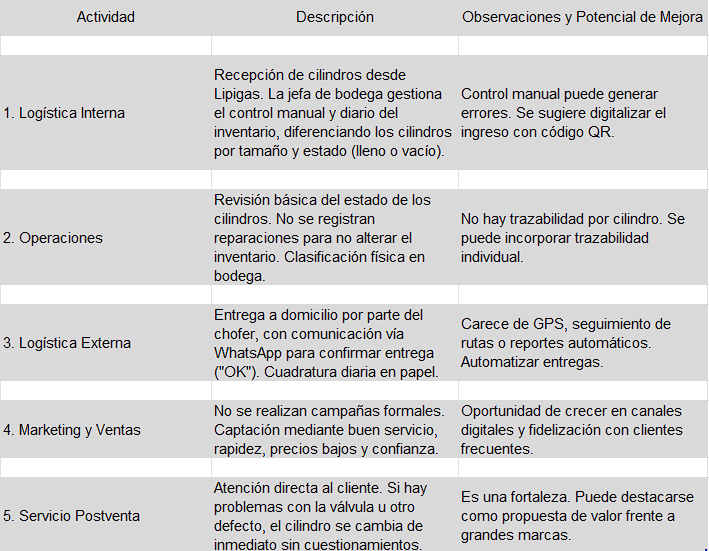 Actividad
Descripción
Observaciones y Potencial de Mejora
1. Logística Interna
Recepción de cilindros desde
Lipigas. La jefa de bodega gestiona
el control manual y diario del
inventario, diferenciando los cilindros
por tamaño y estado (lleno o vacío).
Control manual puede generar
errores. Se sugiere digitalizar el
ingreso con código QR.
2. Operaciones
Revisión básica del estado de los
cilindros. No se registran
reparaciones para no alterar el
inventario. Clasificación física en
bodega.
No hay trazabilidad por cilindro. Se
puede incorporar trazabilidad
individual.
3. Logística Externa
Entrega a domicilio por parte del
chofer, con comunicación vía
WhatsApp para confirmar entrega
("OK"). Cuadratura diaria en papel.
Carece de GPS, seguimiento de
rutas o reportes automáticos.
Automatizar entregas.
4. Marketing y Ventas
No se realizan campañas formales.
Captación mediante buen servicio,
rapidez, precios bajos y confianza.
Oportunidad de crecer en canales
digitales y fidelización con clientes
frecuentes.
5. Servicio Postventa
Atención directa al cliente. Si hay
problemas con la válvula u otro
defecto, el cilindro se cambia de
inmediato sin cuestionamientos.
Es una fortaleza. Puede destacarse
como propuesta de valor frente a
grandes marcas.